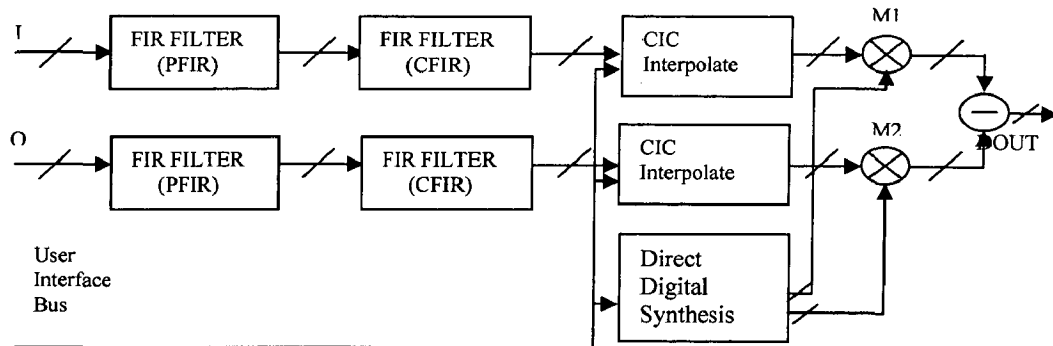 M1
I
FIR FILTER
(PFIR)
FIR FILTER
(CFIR)
CIC
Interpolate
M2
FIR FILTER
(PFIR)
FIR FILTER
(CFIR)
CIC
Interpolate
OUT
User
Interface
Bus
Direct
Digital
Synthesis